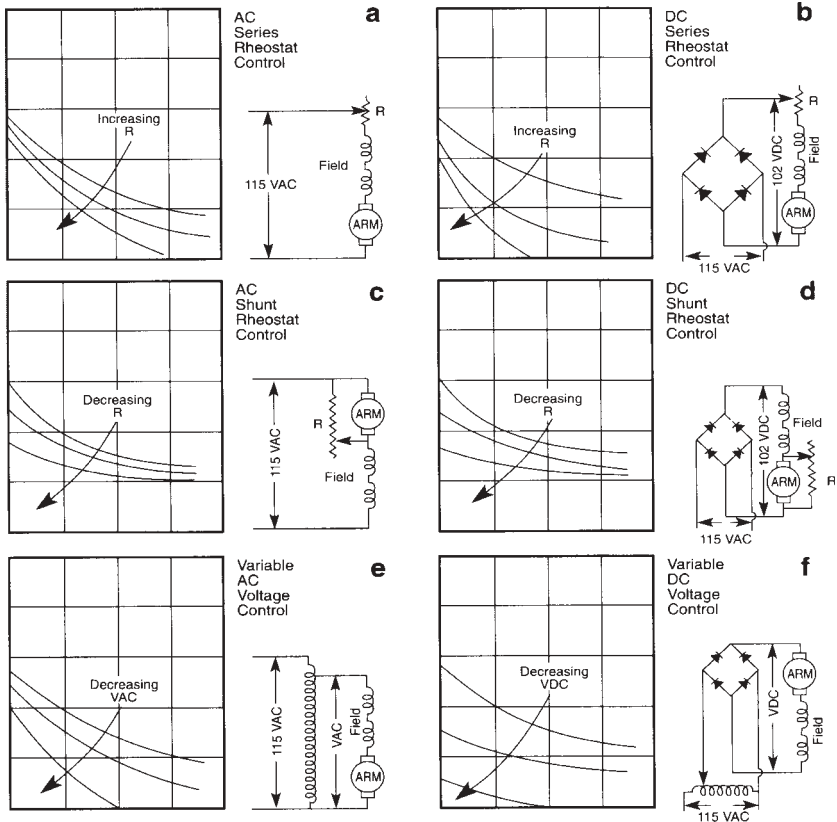 AC
Series
Rheostat
Control
a
Increasing
R
R
Field
115 VAC
ARM
DC
Series
Rheostat
Control
b
Increasing
R
R
102 VDC
Field
ARM
115 VAC
AC
Shunt
Rheostat
Control
c
Decreasing
R
115 VAC
R
ARM
Field
DC
Shunt
Rheostat
Control
d
Decreasing
R
102 VDC
Field
ARM
R
115 VAC
Variable
AC
Voltage
Control
e
Decreasing
VAC
115 VAC
VAC
Field
ARM
Variable
DC
Voltage
Control
f
Decreasing
VDC
VDC
ARM
Field
115 VAC